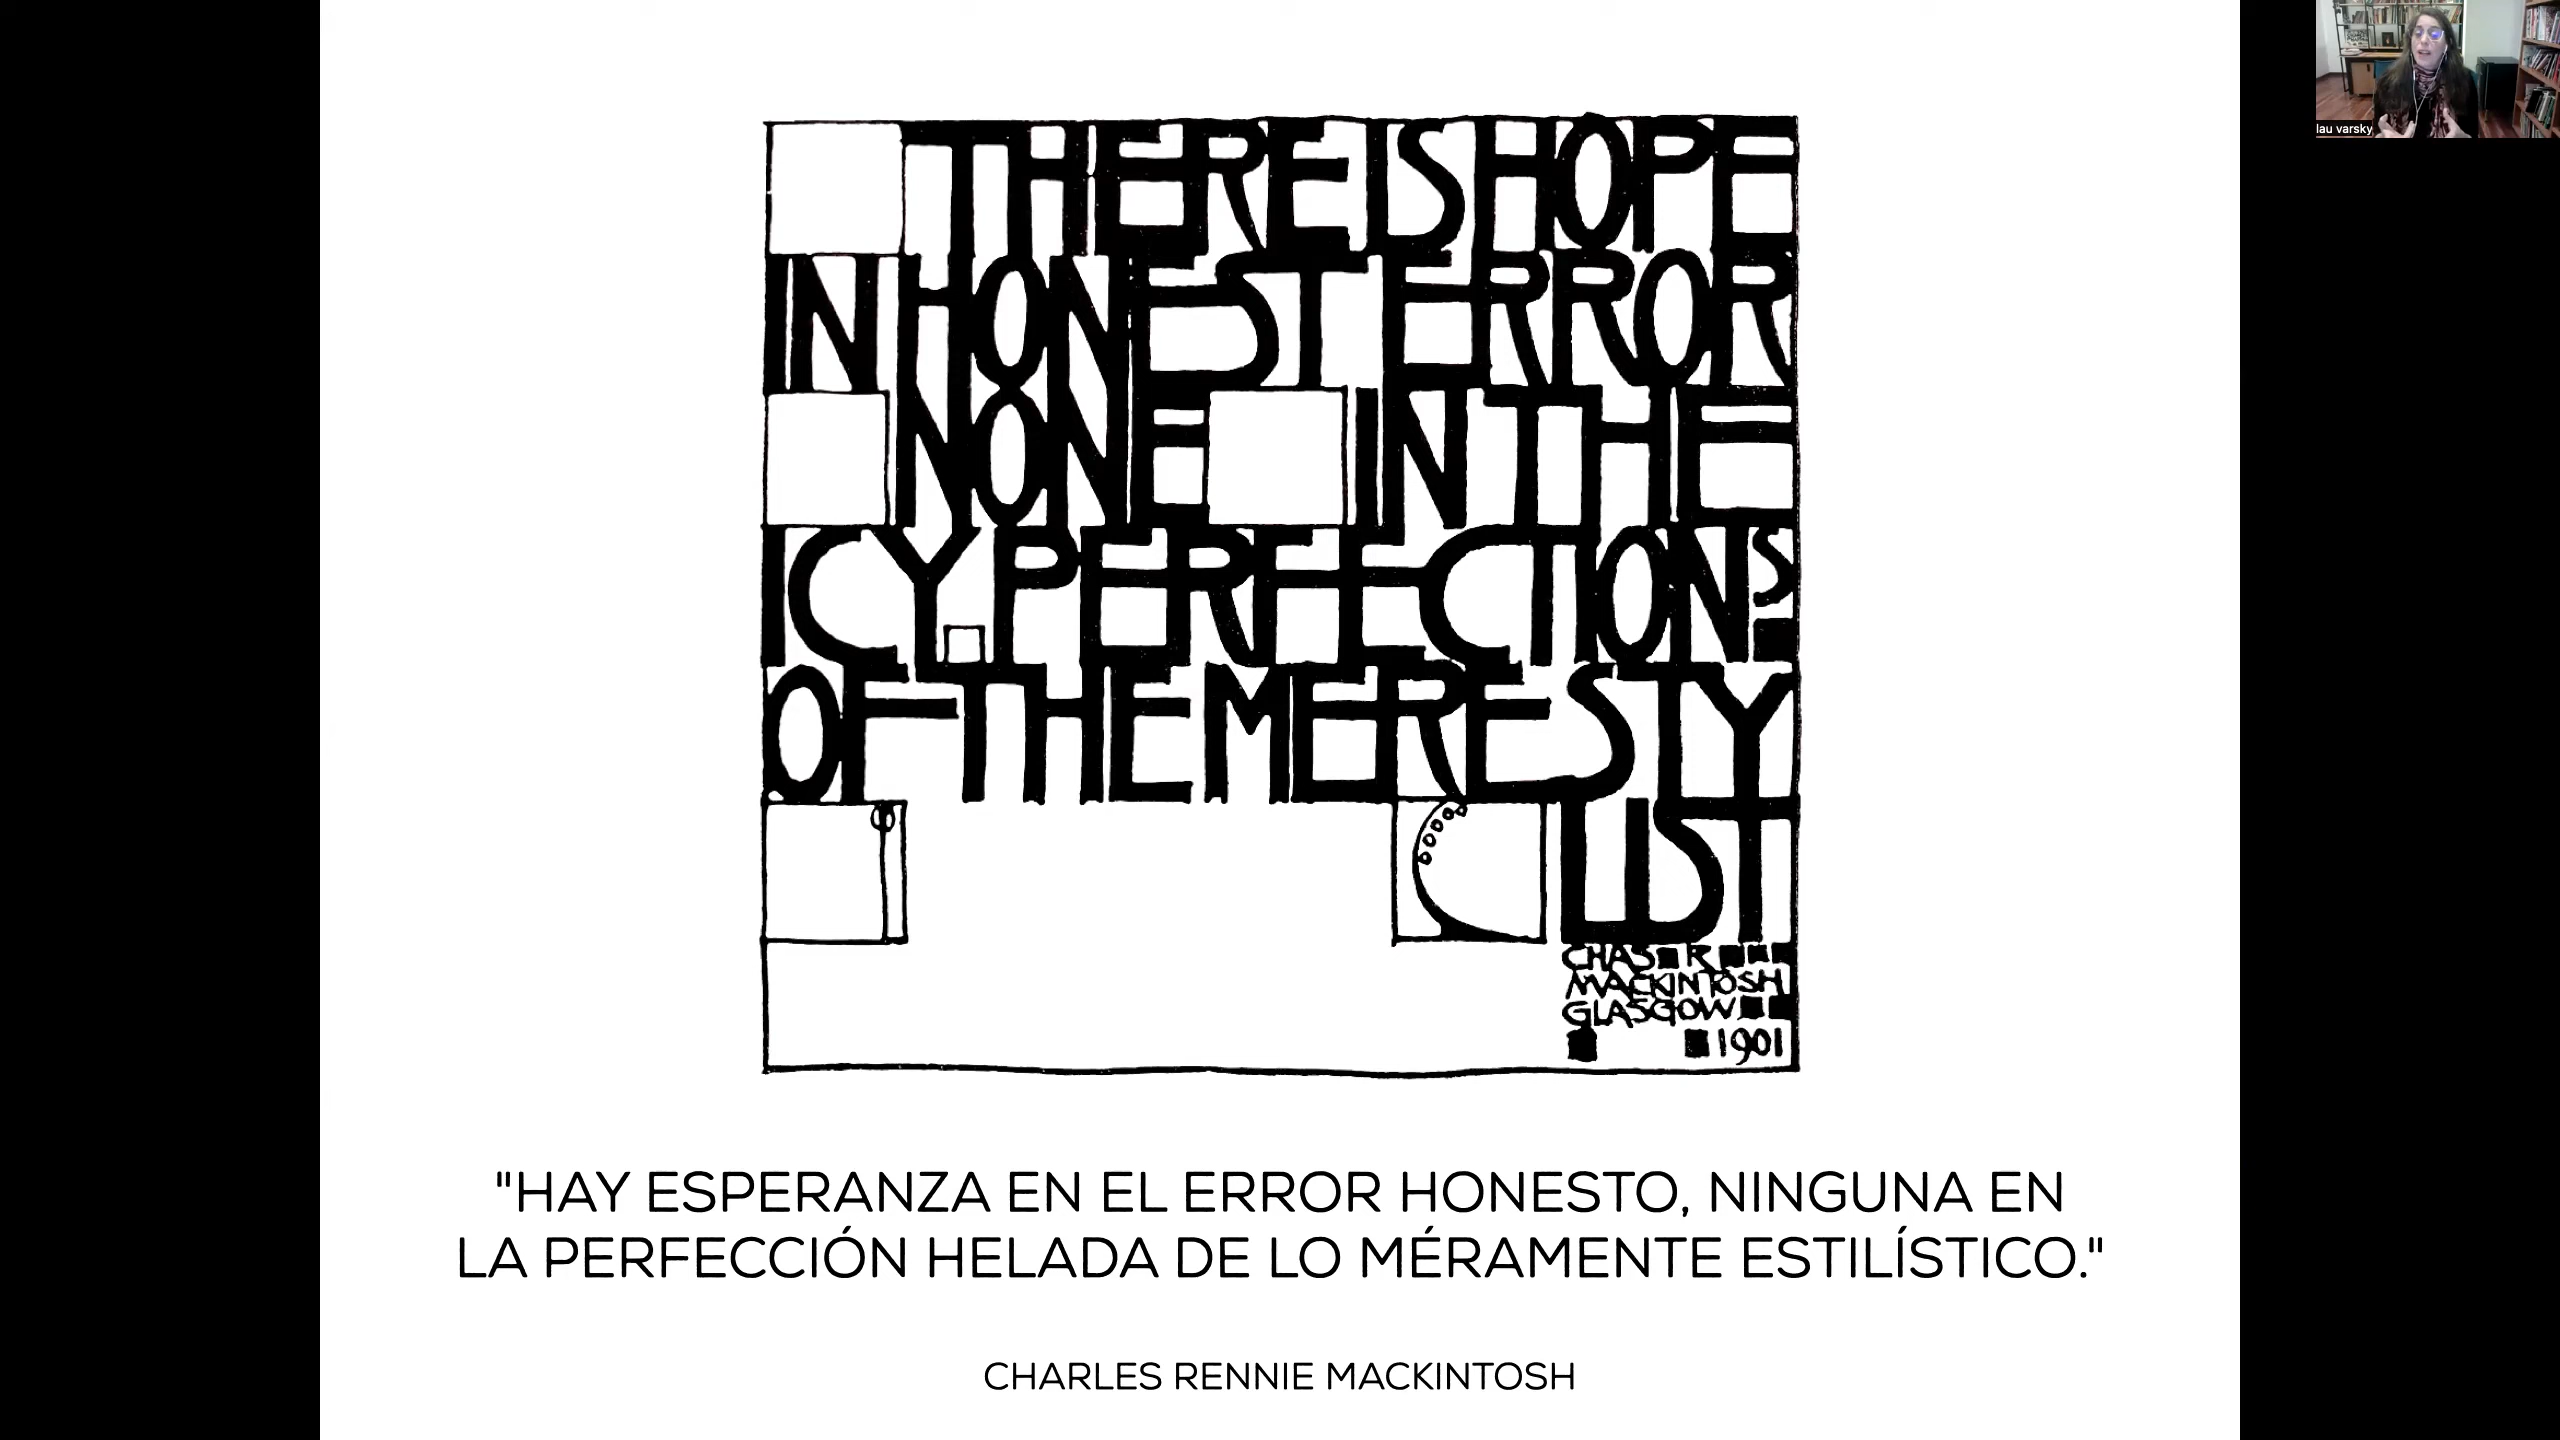 lau varsky
THERE IS HOPE
IN HONEST ERROR
NONE IN THE
ICY PERFECTIONS
OF THE MERE STY
LIST
CHAS R
MACKINTOSH
GLASGOW
1901
"HAY ESPERANZA EN EL ERROR HONESTO, NINGUNA EN
LA PERFECCIÓN HELADA DE LO MÉRAMENTE ESTILÍSTICO."
CHARLES RENNIE MACKINTOSH